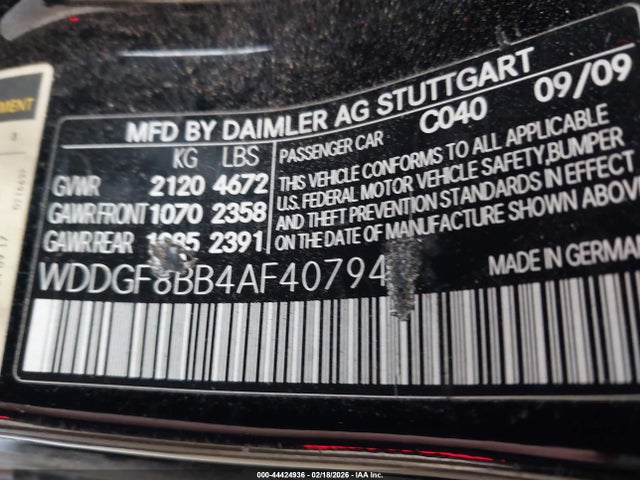 MFD BY DAIMLER AG STUTTGART
C040
09/09
KG LBS
GVWR 2120 4672
GAWR FRONT 1070 2358
GAWR REAR 1085 2391
PASSENGER CAR
THIS VEHICLE CONFORMS TO ALL APPLICABLE
U.S. FEDERAL MOTOR VEHICLE SAFETY,BUMPER
AND THEFT PREVENTION STANDARDS IN EFFECT
ON THE DATE OF MANUFACTURE SHOWN ABOVE
WDDGF8BB4AF40794
MADE IN GERMAN
000-44424936 - 02/18/2026 - IAA Inc.